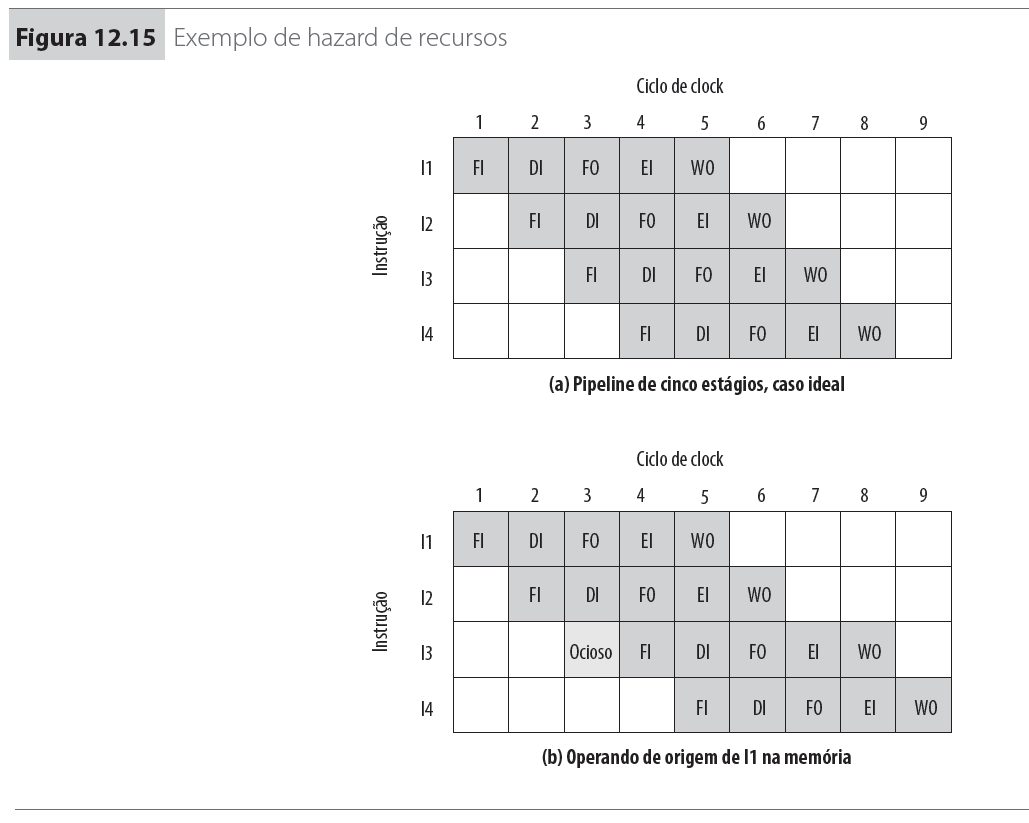 Figura 12.15 Exemplo de hazard de recursos
Ciclo de clock
1 2 3 4 5 6 7 8 9
Instrução
I1 FI DI FO EI WO
I2 FI DI FO EI WO
I3 FI DI FO EI WO
I4 FI DI FO EI WO
(a) Pipeline de cinco estágios, caso ideal
Ciclo de clock
1 2 3 4 5 6 7 8 9
Instrução
I1 FI DI FO EI WO
I2 FI DI FO EI WO
I3 Ocioso FI DI FO EI WO
I4 FI DI FO EI WO
(b) Operando de origem de I1 na memória